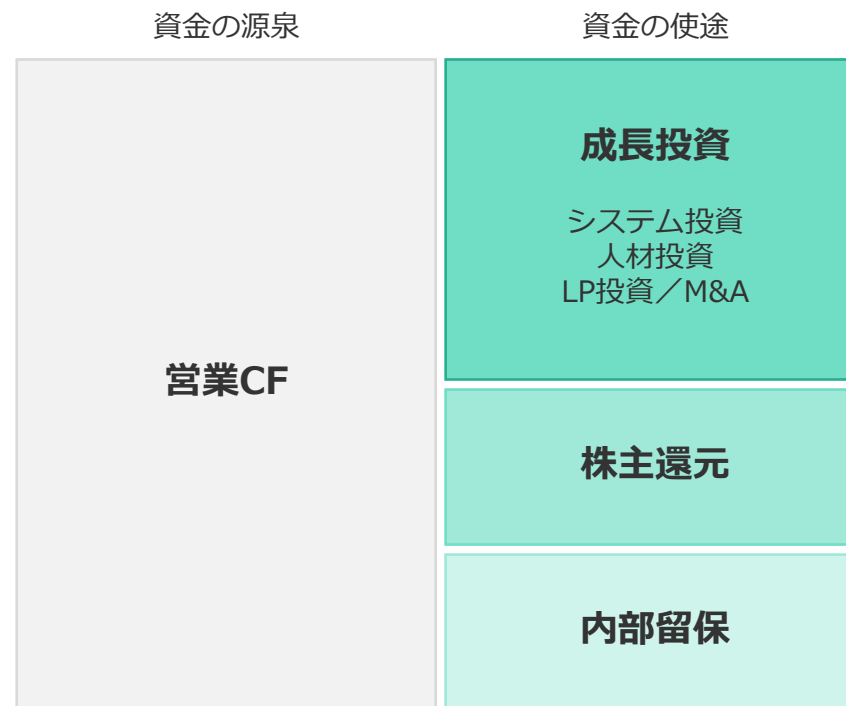 資金の源泉
資金の使途
営業CF
成長投資
システム投資
人材投資
LP投資／M&A
株主還元
内部留保